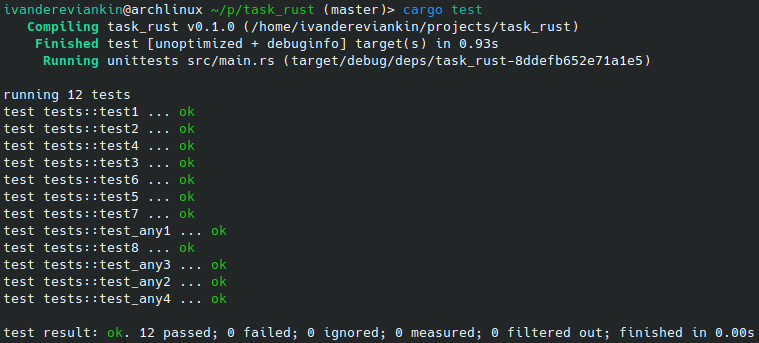 ivandereviankin@archlinux ~/p/task_rust (master)> cargo test
   Compiling task_rust v0.1.0 (/home/ivandereviankin/projects/task_rust)
    Finished test [unoptimized + debuginfo] target(s) in 0.93s
     Running unittests src/main.rs (target/debug/deps/task_rust-8ddefb652e71a1e5)

running 12 tests
test tests::test1 ... ok
test tests::test2 ... ok
test tests::test4 ... ok
test tests::test3 ... ok
test tests::test6 ... ok
test tests::test5 ... ok
test tests::test7 ... ok
test tests::test_any1 ... ok
test tests::test8 ... ok
test tests::test_any3 ... ok
test tests::test_any2 ... ok
test tests::test_any4 ... ok

test result: ok. 12 passed; 0 failed; 0 ignored; 0 measured; 0 filtered out; finished in 0.00s